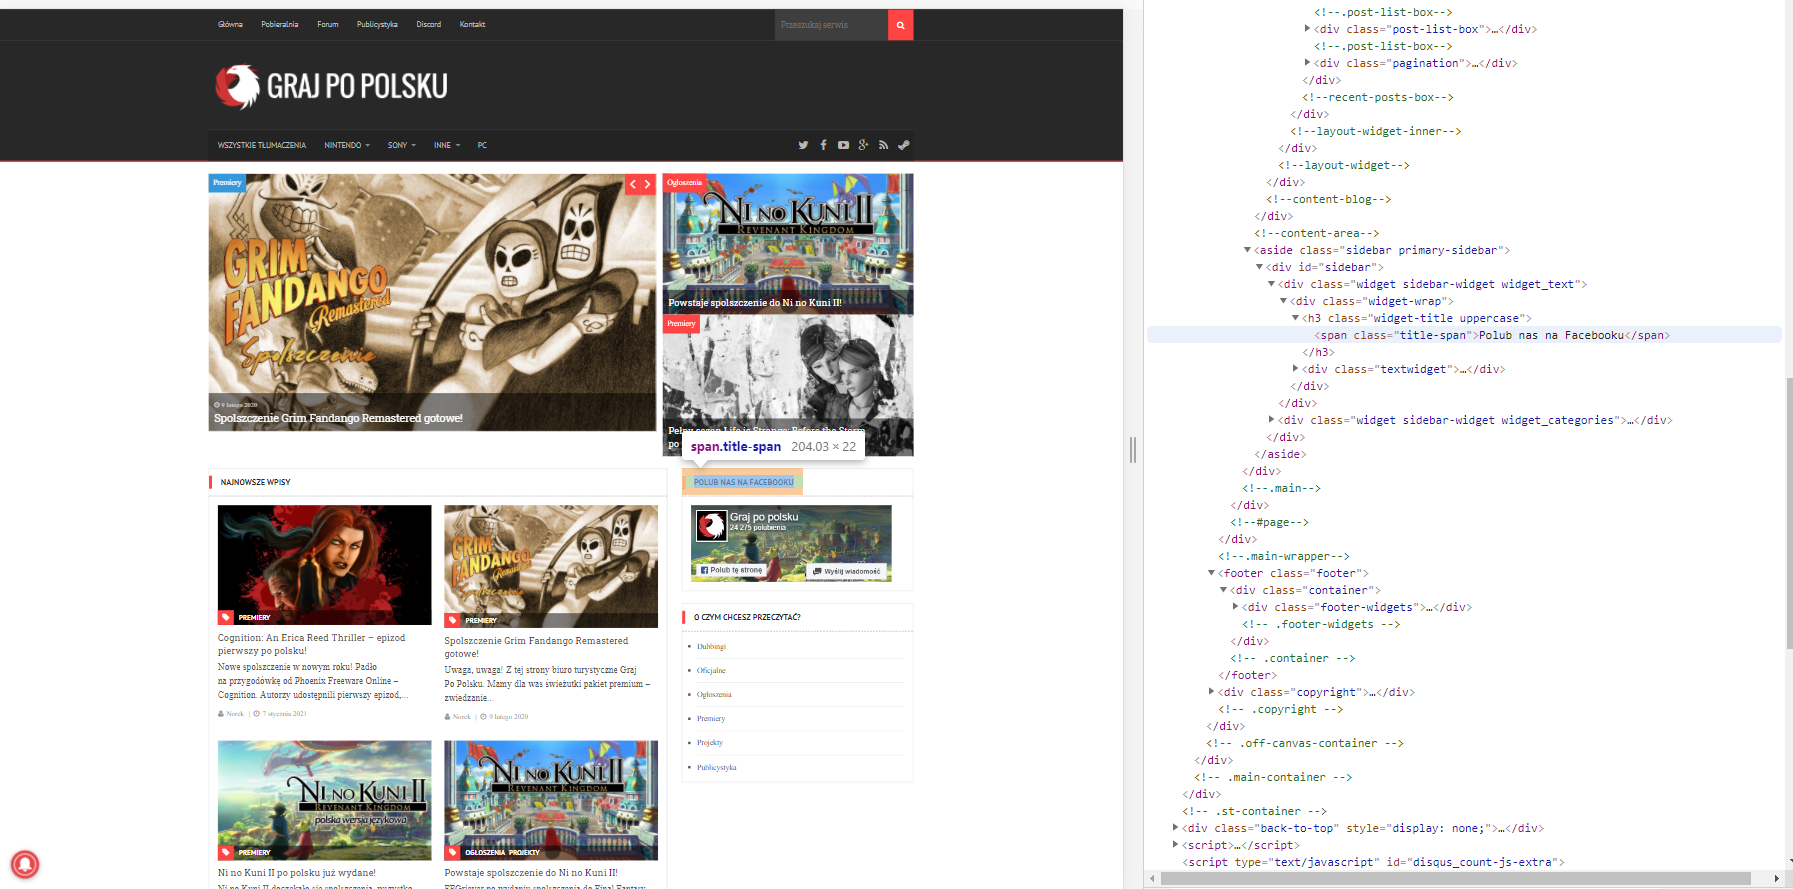 Główna Pobieralnia Forum Publicystyka Discord Kontakt
Przeszukaj serwis
GRAJ PO POLSKU
WSZYSTKIE TŁUMACZENIA NINTENDO SONY INNE PC
Premiery
GRIM
FANDANGO
Remastered
Spolszczenie
9 lutego 2020
Spolszczenie Grim Fandango Remastered gotowe!
Ogłoszenia
NI NO KUNI II
REVENANT KINGDOM
Powstaje spolszczenie do Ni no Kuni II!
Premiery
Pełny sezon Life is Strange: Before the Storm
po
span.title-span 204.03 × 22
NAJNOWSZE WPISY
PREMIERY
Cognition: An Erica Reed Thriller – epizod
pierwszy po polsku!
Nowe spolszczenie w nowym roku! Padło
na przygodówkę od Phoenix Freeware Online –
Cognition. Autorzy udostępnili pierwszy epizod,...
Norek | 7 stycznia 2021
GRIM
FANDANGO
Remastered
Spolszczenie
PREMIERY
Spolszczenie Grim Fandango Remastered
gotowe!
Uwaga, uwaga! Z tej strony biuro turystyczne Graj
Po Polsku. Mamy dla was świeżutki pakiet premium –
zwiedzanie...
Norek | 9 lutego 2020
NI NO KUNI II
REVENANT KINGDOM
polska wersja językowa
PREMIERY
Ni no Kuni II po polsku już wydane!
Ni no Kuni II doczekało się spolszczenia, wszystko
NI NO KUNI II
REVENANT KINGDOM
OGŁOSZENIA PROJEKTY
Powstaje spolszczenie do Ni no Kuni II!
POLUB NAS NA FACEBOOKU
Graj po polsku
24 275 polubienia
Polub tę stronę
Wyślij wiadomość
O CZYM CHCESZ PRZECZYTAĆ?
Dubbingi
Oficjalne
Ogłoszenia
Premiery
Projekty
Publicystyka
<!--.post-list-box-->
<div class="post-list-box">…</div>
<!--.post-list-box-->
<div class="pagination">…</div>
</div>
<!--recent-posts-box-->
</div>
<!--layout-widget-inner-->
</div>
<!--layout-widget-->
</div>
<!--content-blog-->
</div>
<!--content-area-->
<aside class="sidebar primary-sidebar">
<div id="sidebar">
<div class="widget sidebar-widget widget_text">
<div class="widget-wrap">
<h3 class="widget-title uppercase">
<span class="title-span">Polub nas na Facebooku</span>
</h3>
<div class="textwidget">…</div>
</div>
</div>
<div class="widget sidebar-widget widget_categories">…</div>
</div>
</aside>
</div>
<!--.main-->
</div>
<!--#page-->
</div>
<!--.main-wrapper-->
<footer class="footer">
<div class="container">
<div class="footer-widgets">…</div>
<!-- .footer-widgets -->
</div>
<!-- .container -->
</footer>
<div class="copyright">…</div>
<!-- .copyright -->
</div>
<!-- .off-canvas-container -->
</div>
<!-- .main-container -->
</div>
<!-- .st-container -->
<div class="back-to-top" style="display: none;">…</div>
<script>…</script>
<script type="text/javascript" id="disqus_count-js-extra">